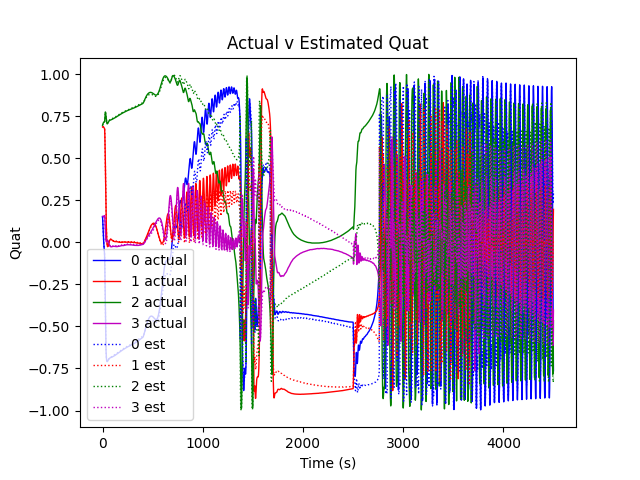 Actual v Estimated Quat
1.00
0.75
0.50
0.25
0.00
−0.25
−0.50
−0.75
−1.00
Quat
0 actual
1 actual
2 actual
3 actual
0 est
1 est
2 est
3 est
0
1000
2000
3000
4000
Time (s)